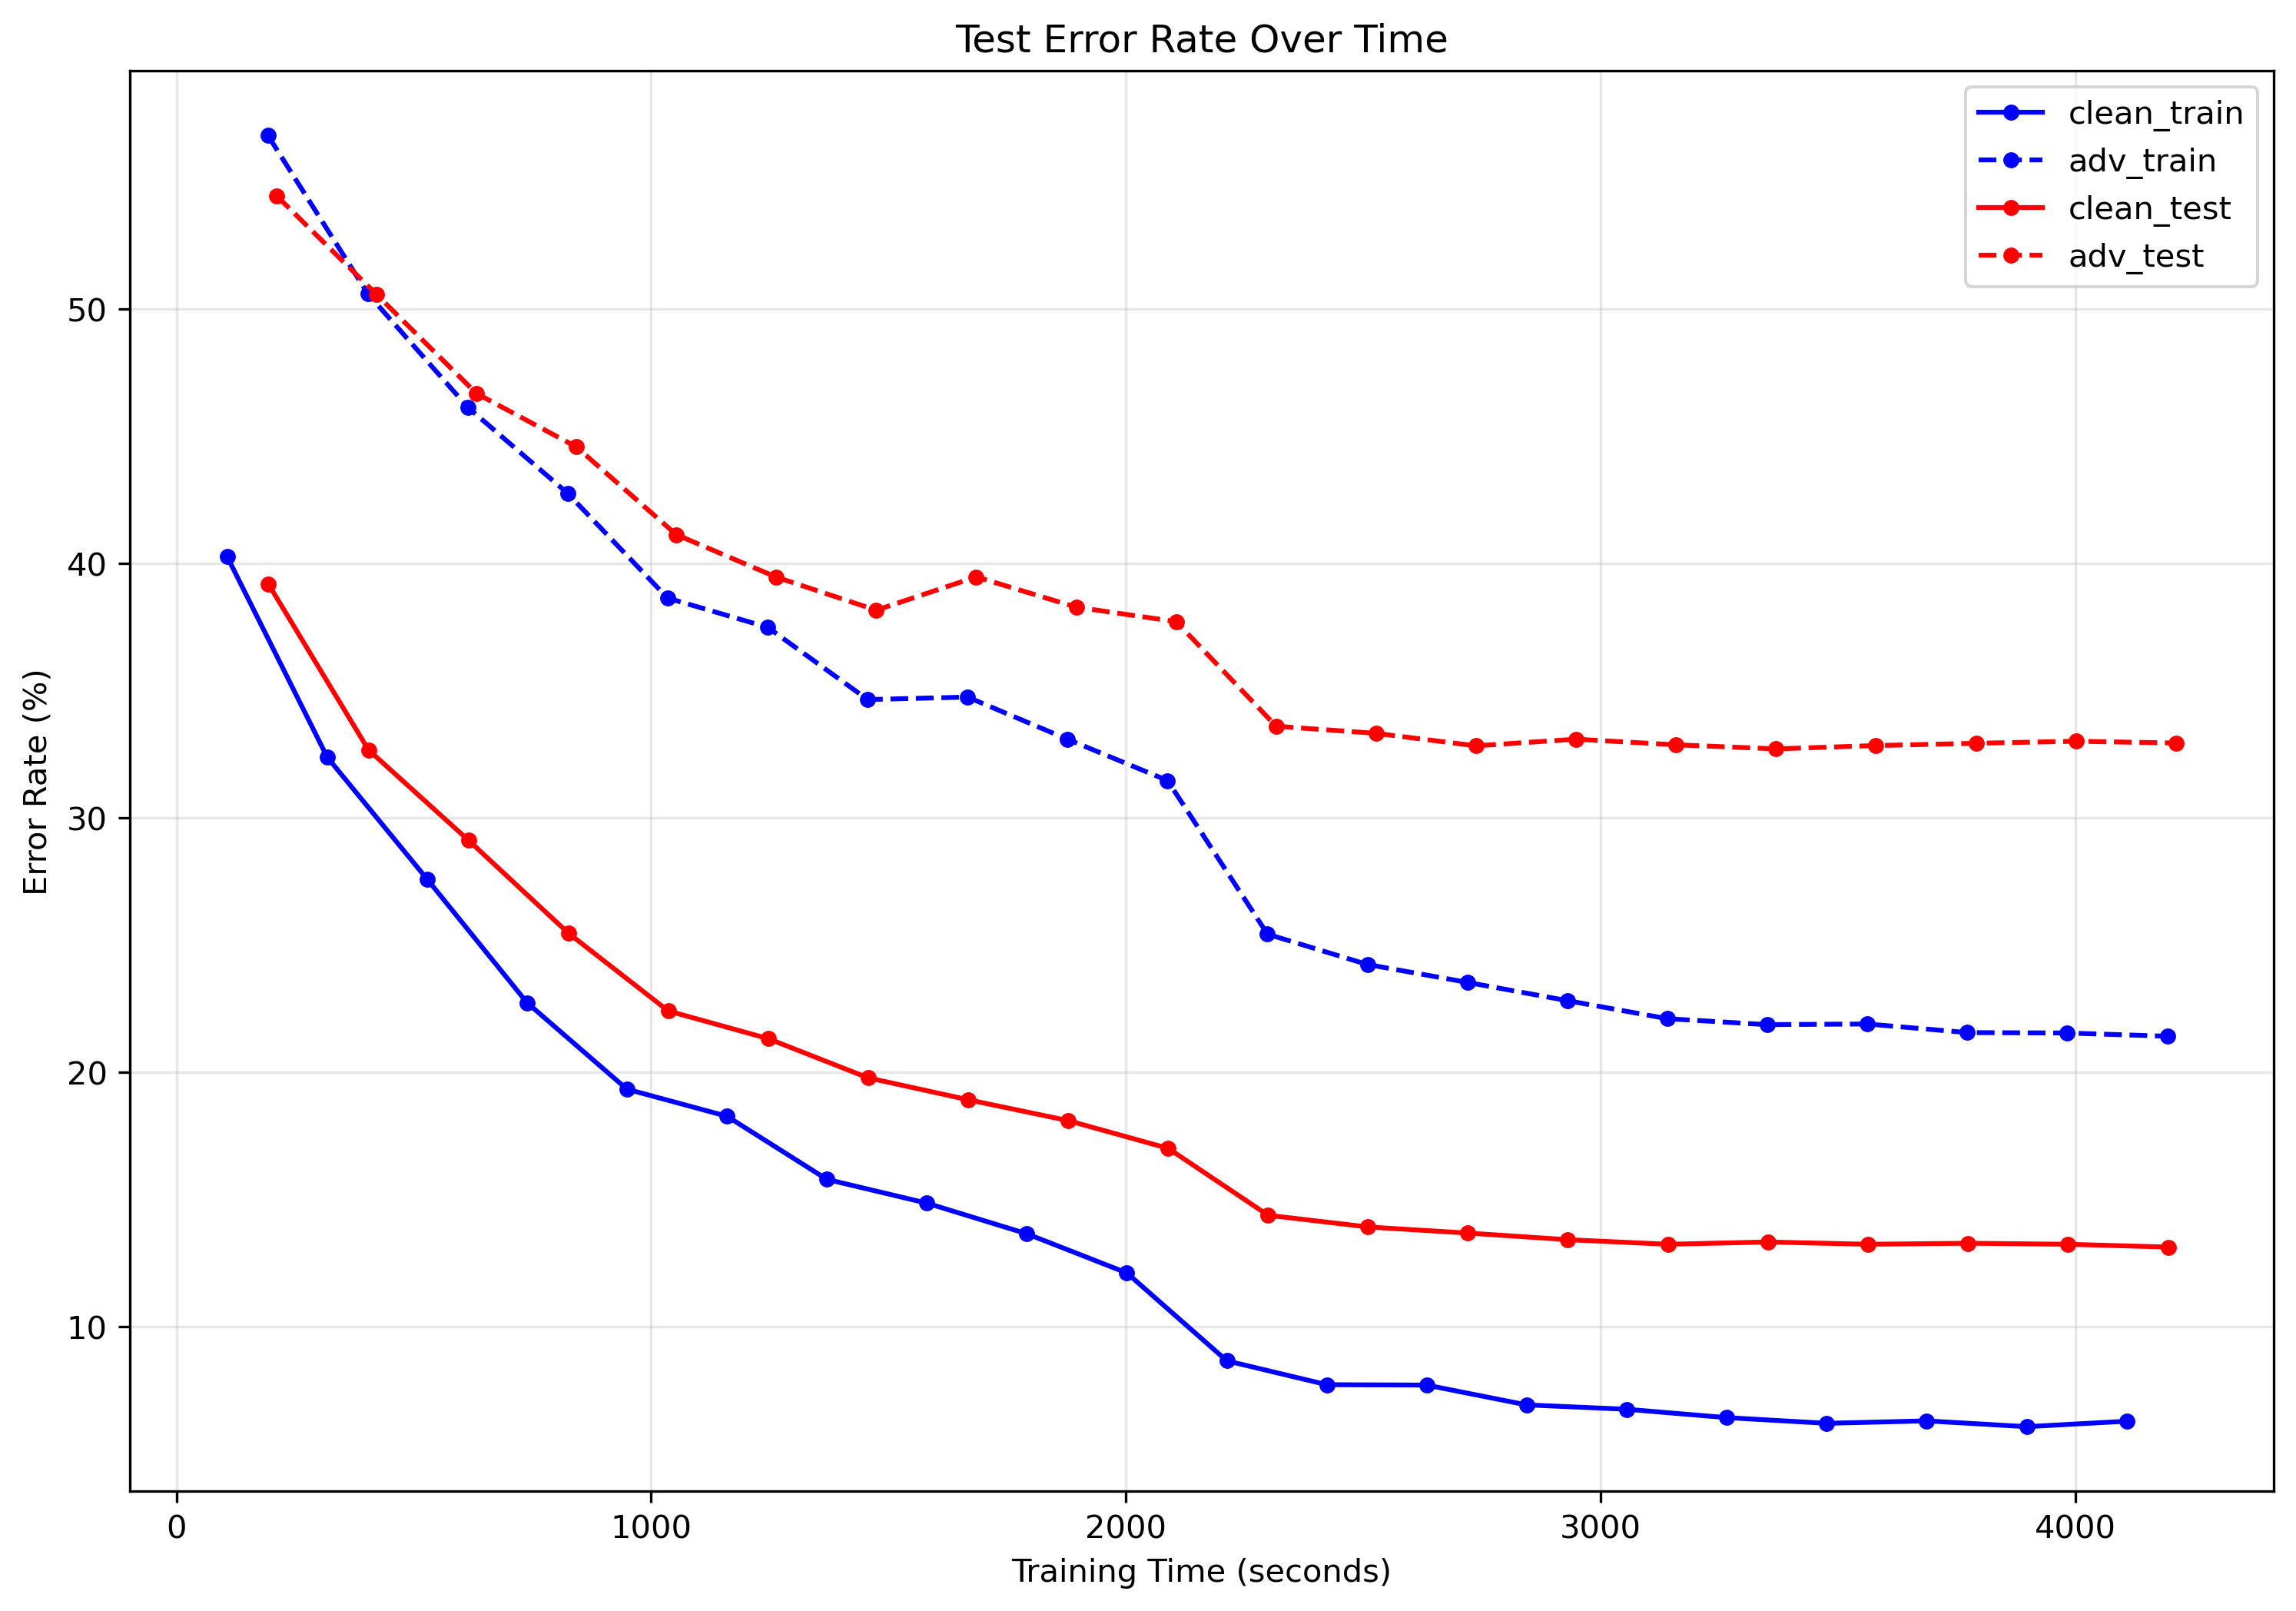 Test Error Rate Over Time
clean_train
adv_train
clean_test
adv_test
Error Rate (%)
50
40
30
20
10
0 1000 2000 3000 4000
Training Time (seconds)